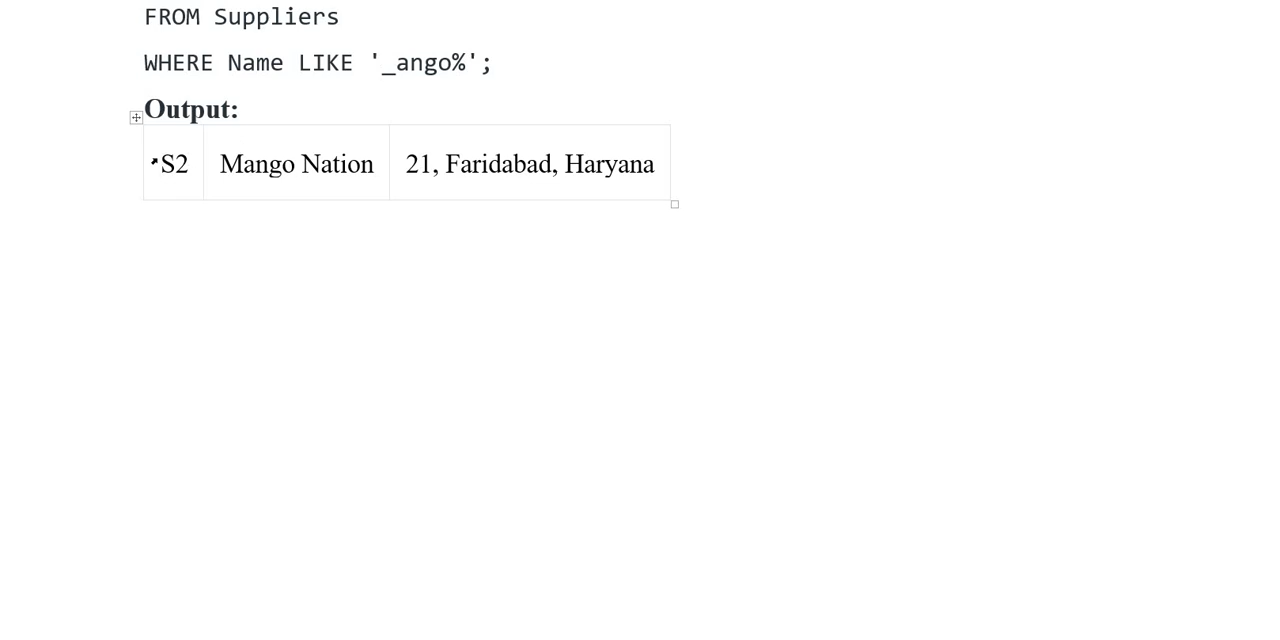 FROM Suppliers
WHERE Name LIKE '_ango%';
Output:
S2 Mango Nation 21, Faridabad, Haryana